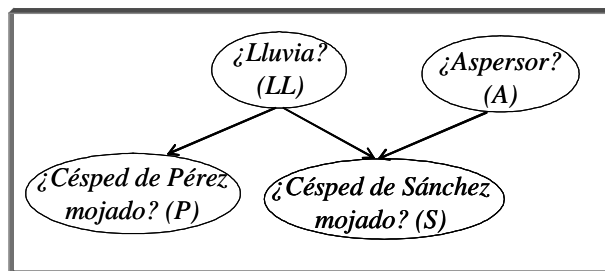 ¿Lluvia?
(LL)
¿Aspersor?
(A)
¿Césped de Pérez
mojado? (P)
¿Césped de Sánchez
mojado? (S)